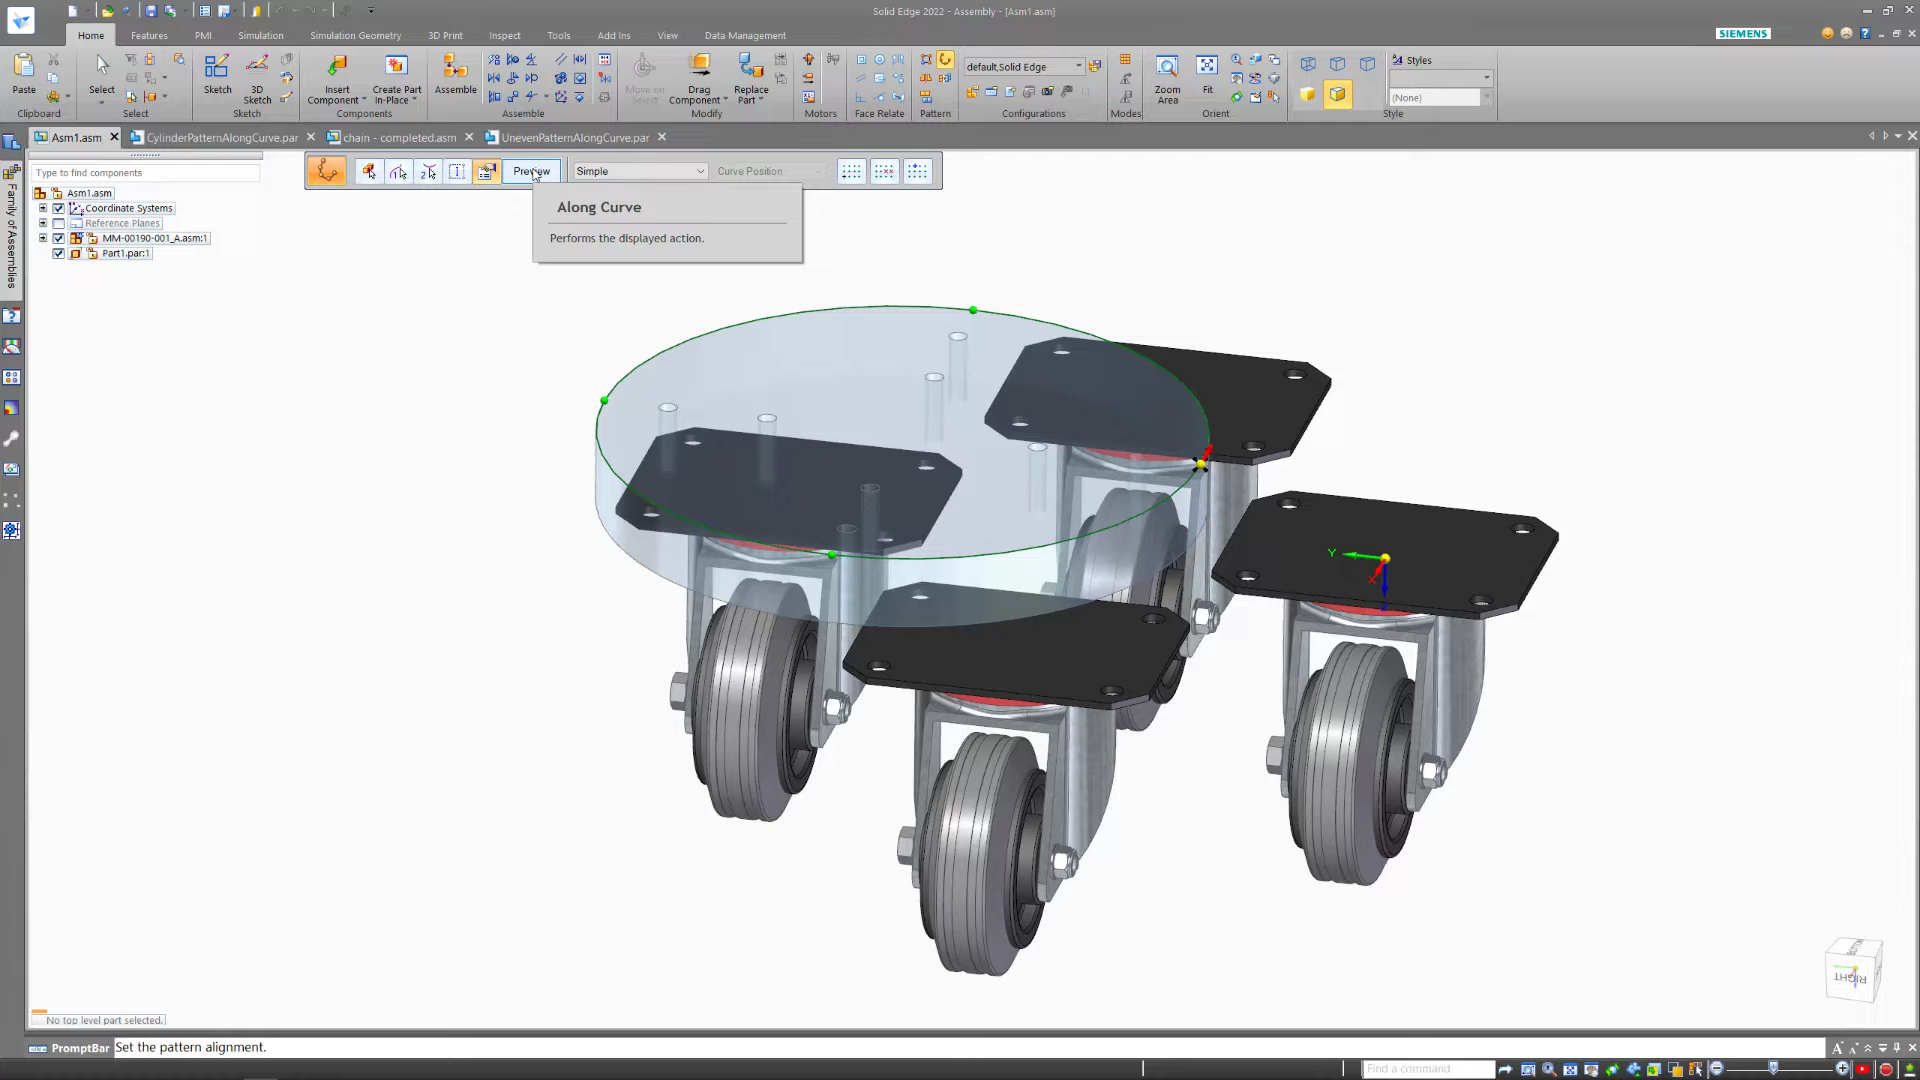 Solid Edge 2022 - Assembly - [Asm1.asm]
Home
Features
PMI
Simulation
Simulation Geometry
3D Print
Inspect
Tools
Add Ins
View
Data Management
SIEMENS
Paste
Clipboard
Select
Select
Sketch
3D Sketch
Sketch
Insert Component
Create Part In-Place
Components
Assemble
Assemble
Move on Select
Drag Component
Replace Part
Modify
Motors
Face Relate
Pattern
default,Solid Edge
Configurations
Modes
Zoom Area
Fit
Orient
Styles
(None)
Style
Asm1.asm
CylinderPatternAlongCurve.par
chain - completed.asm
UnevenPatternAlongCurve.par
Type to find components
Asm1.asm
Coordinate Systems
Reference Planes
MM-00190-001_A.asm:1
Part1.par:1
Family of Assemblies
Preview
Simple
Curve Position:
Along Curve
Performs the displayed action.
Y
X
RIGHT
No top level part selected.
PromptBar
Set the pattern alignment.
Find a command